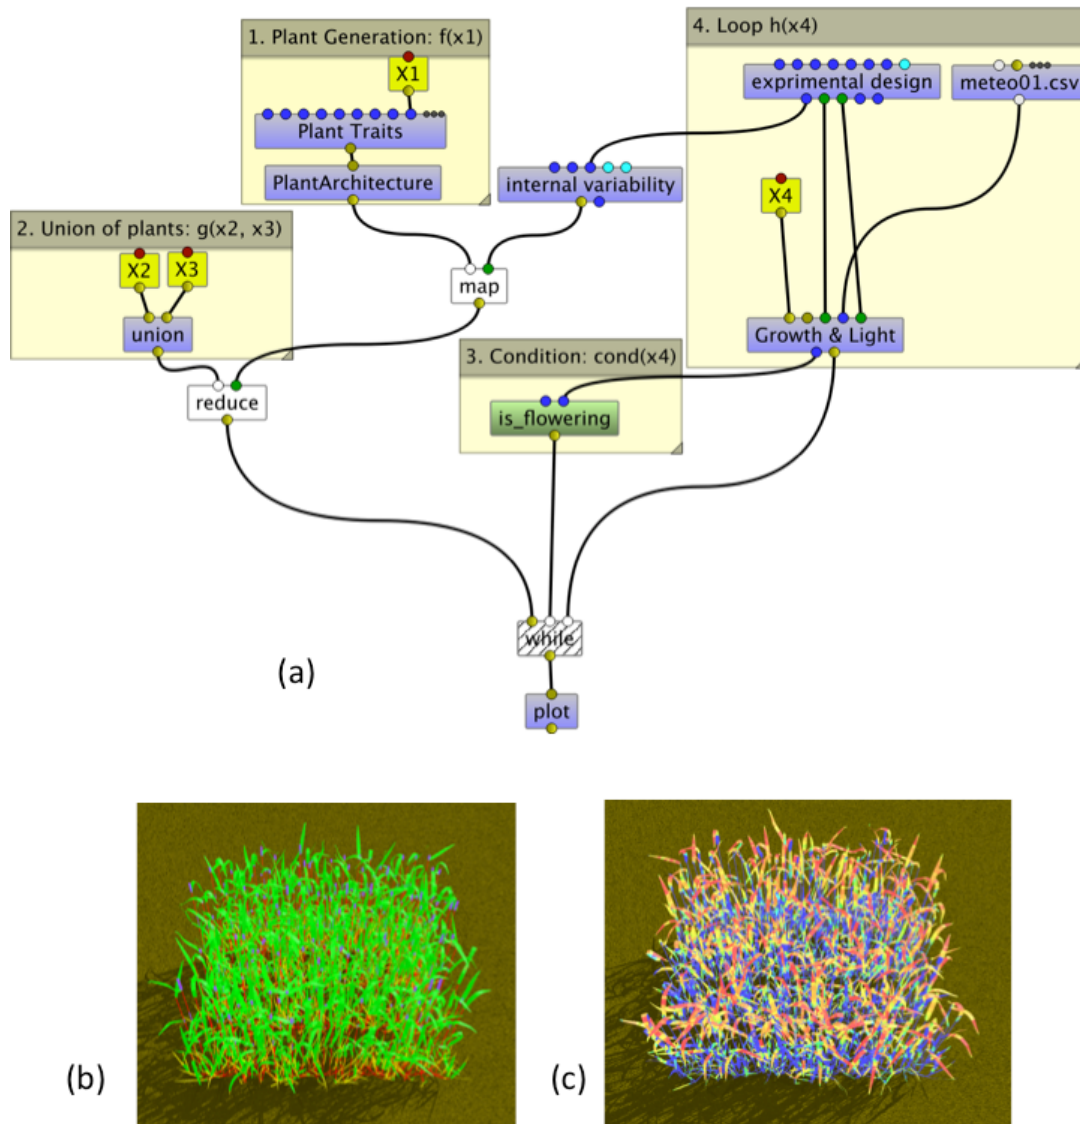 1. Plant Generation: f(x1)
X1
Plant Traits
PlantArchitecture
4. Loop h(x4)
exprimental design
meteo01.csv
internal variability
X4
2. Union of plants: g(x2, x3)
X2
X3
union
map
Growth & Light
3. Condition: cond(x4)
is_flowering
reduce
while
(a)
plot
(b)
(c)